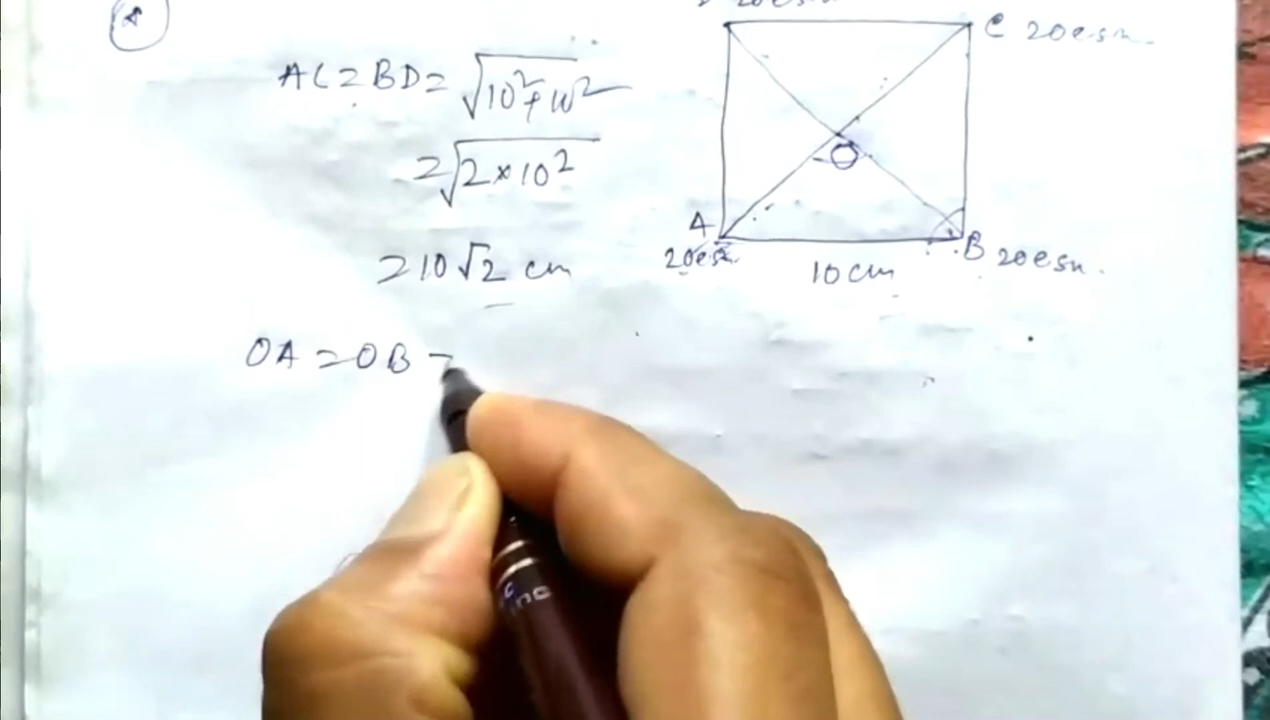 C 20esu.
AC = BD = √10²+10²
= √2×10²
O
A
20esu.
B 20esu.
10 cm
= 10√2 cm
OA = OB =